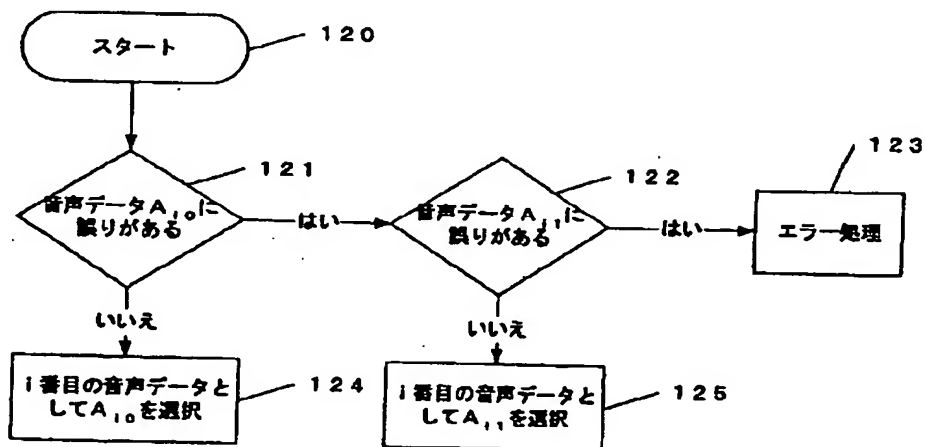 スタート
120
121
音声データAi0に
誤りがある
はい
122
音声データAi1に
誤りがある
はい
123
エラー処理
いいえ
いいえ
i番目の音声データと
してAi0を選択
124
i番目の音声データと
してAi1を選択
125